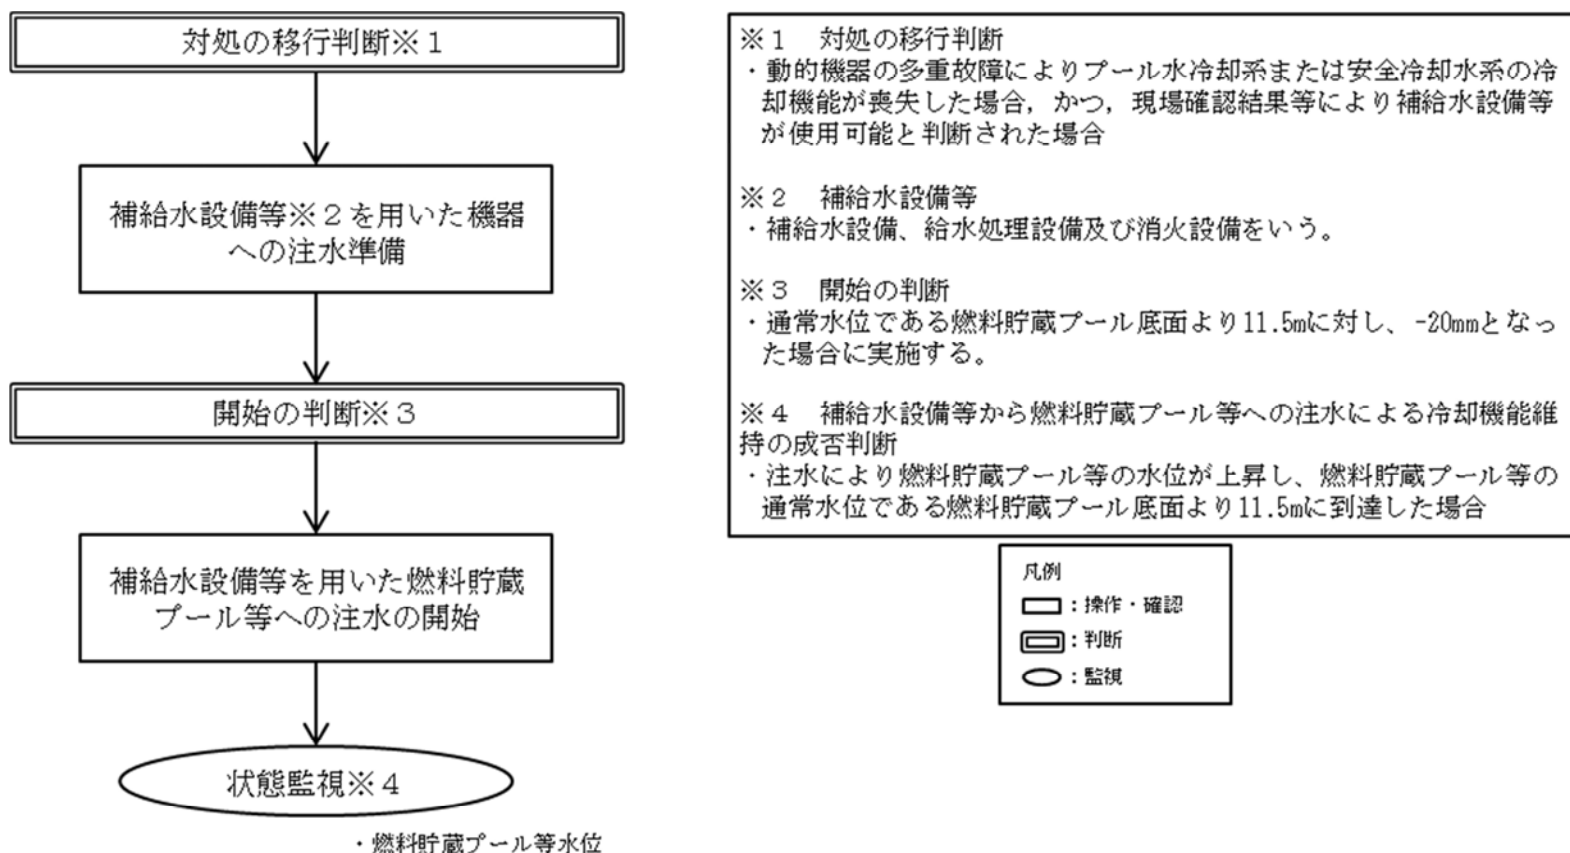 対処の移行判断※１
補給水設備等※２を用いた機器
への注水準備
開始の判断※３
補給水設備等を用いた燃料貯蔵
プール等への注水の開始
状態監視※４
・燃料貯蔵プール等水位
※１　対処の移行判断
・動的機器の多重故障によりプール水冷却系または安全冷却水系の冷
却機能が喪失した場合，かつ，現場確認結果等により補給水設備等
が使用可能と判断された場合
※２　補給水設備等
・補給水設備、給水処理設備及び消火設備をいう。
※３　開始の判断
・通常水位である燃料貯蔵プール底面より11.5mに対し、-20mmとなっ
た場合に実施する。
※４　補給水設備等から燃料貯蔵プール等への注水による冷却機能維
持の成否判断
・注水により燃料貯蔵プール等の水位が上昇し、燃料貯蔵プール等の
通常水位である燃料貯蔵プール底面より11.5mに到達した場合
凡例
：操作・確認
：判断
：監視